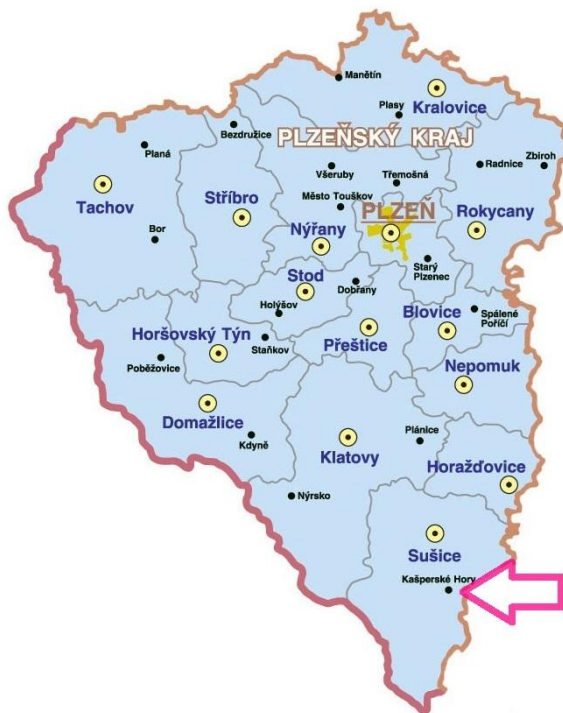 Manětín
Plasy
Kralovice
Bezdružice
PLZEŇSKÝ KRAJ
Planá
Všeruby
Třemošná
Radnice
Zbiroh
Tachov
Stříbro
Město Touškov
PLZEŇ
Rokycany
Bor
Nýřany
Starý
Plzenec
Stod
Dobřany
Holýšov
Blovice
Spálené
Poříčí
Horšovský Týn
Staňkov
Přeštice
Poběžovice
Nepomuk
Domažlice
Kdyně
Klatovy
Plánice
Horažďovice
Nýrsko
Sušice
Kašperské Hory